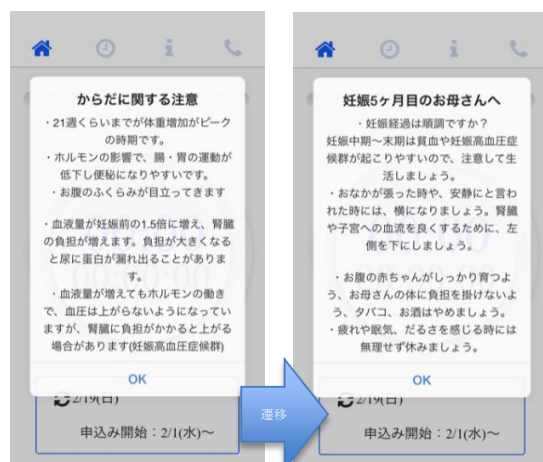 からだに関する注意
・21週くらいまでが体重増加がピーク
の時期です。
・ホルモンの影響で、腸・胃の運動が
低下し便秘になりやすいです。
・お腹のふくらみが目立ってきます
・血液量が妊娠前の1.5倍に増え、腎臓
の負担が増えます。負担が大きくなる
と尿に蛋白が漏れ出ることがありま
す。
・血液量が増えてもホルモンの働き
で、血圧は上がらないようになってい
ますが、腎臓に負担がかかると上がる
場合があります(妊娠高血圧症候群)
OK
2/19(日)
申込み開始：2/1(水)～
遷移
妊娠5ヶ月目のお母さんへ
・妊娠経過は順調ですか？
妊娠中期～末期は貧血や妊娠高血圧症
候群が起こりやすいので、注意して生
活しましょう。
・おなかが張った時や、安静にと言わ
れた時には、横になりましょう。腎臓
や子宮への血流を良くするために、左
側を下にしましょう。
・お腹の赤ちゃんがしっかり育つよ
う、お母さんの体に負担を掛けないよ
う、タバコ、お酒はやめましょう。
・疲れや眠気、だるさを感じる時には
無理せず休みましょう。
OK
2/19(日)
申込み開始：2/1(水)～